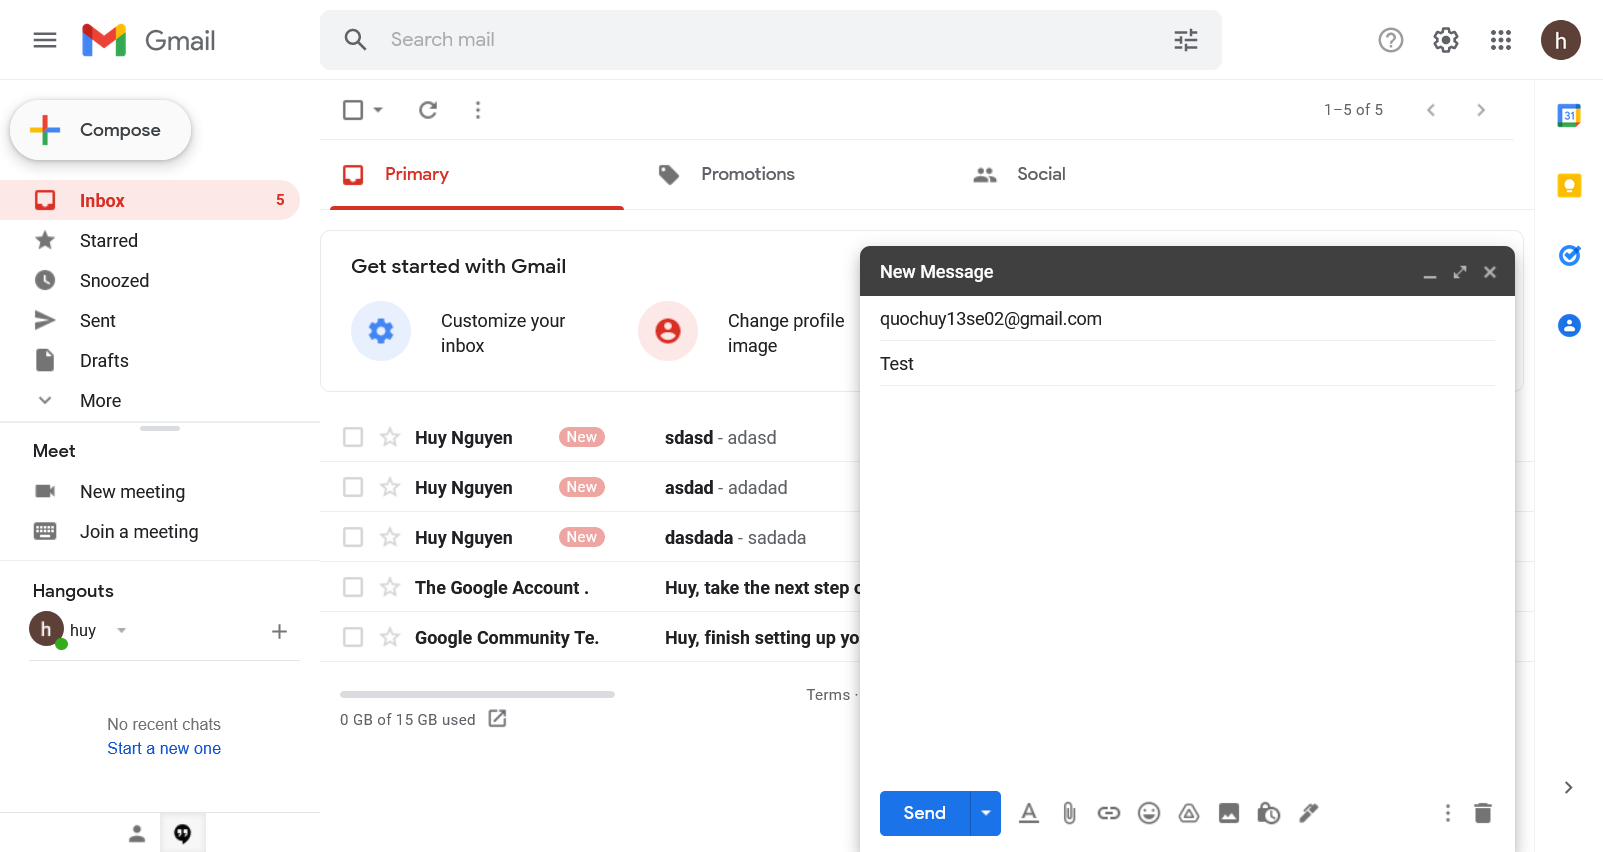 Gmail
Search mail
h
Compose
1–5 of 5
31
Primary
Promotions
Social
Inbox 5
Starred
Snoozed
Sent
Drafts
More
Get started with Gmail
Customize your
inbox
Change profile
image
New Message
quochuy13se02@gmail.com
Test
Meet
New meeting
Join a meeting
Hangouts
h huy
No recent chats
Start a new one
Huy Nguyen New sdasd - adasd
Huy Nguyen New asdad - adadad
Huy Nguyen New dasdada - sadada
The Google Account . Huy, take the next step
Google Community Te. Huy, finish setting up yo
Terms ·
0 GB of 15 GB used
Send